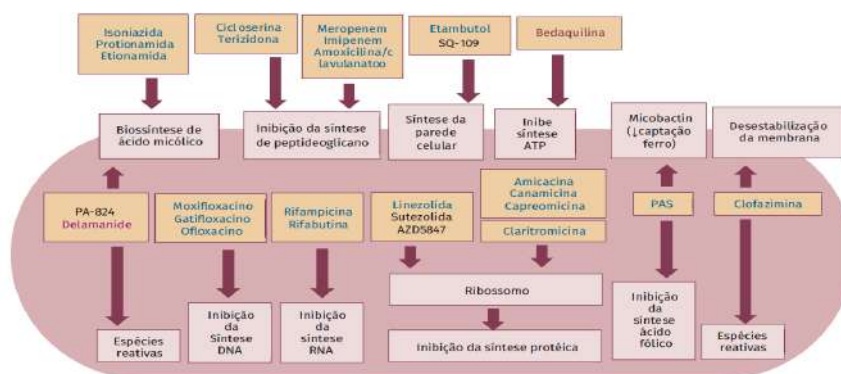 Isoniazida
Protionamida
Etionamida
Cicloserina
Terizidona
Meropenem
Imipenem
Amoxicilina/c
lavulanatoo
Etambutol
SQ-109
Bedaquilina
Biossíntese de
ácido micólico
Inibição da síntese
de peptideoglicano
Síntese da
parede
celular
Inibe
síntese
ATP
Micobactin
(↓captação
ferro)
Desestabilização
da membrana
PA-824
Delamanide
Moxifloxacino
Gatifloxacino
Ofloxacino
Rifampicina
Rifabutina
Linezolida
Sutezolida
AZD5847
Amicacina
Canamicina
Capreomicina
Claritromicina
PAS
Clofazimina
Ribossomo
Espécies
reativas
Inibição
da
Síntese
DNA
Inibição
da
síntese
RNA
Inibição da síntese protéica
Inibição
da
síntese
ácido
fólico
Espécies
reativas